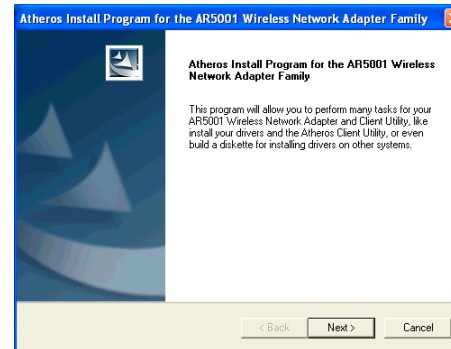 Atheros Install Program for the AR5001 Wireless Network Adapter Family
Atheros Install Program for the AR5001 Wireless
Network Adapter Family
This program will allow you to perform many tasks for your
AR5001 Wireless Network Adapter and Client Utility, like
install your drivers and the Atheros Client Utility, or even
build a diskette for installing drivers on other systems.
< Back Next > Cancel